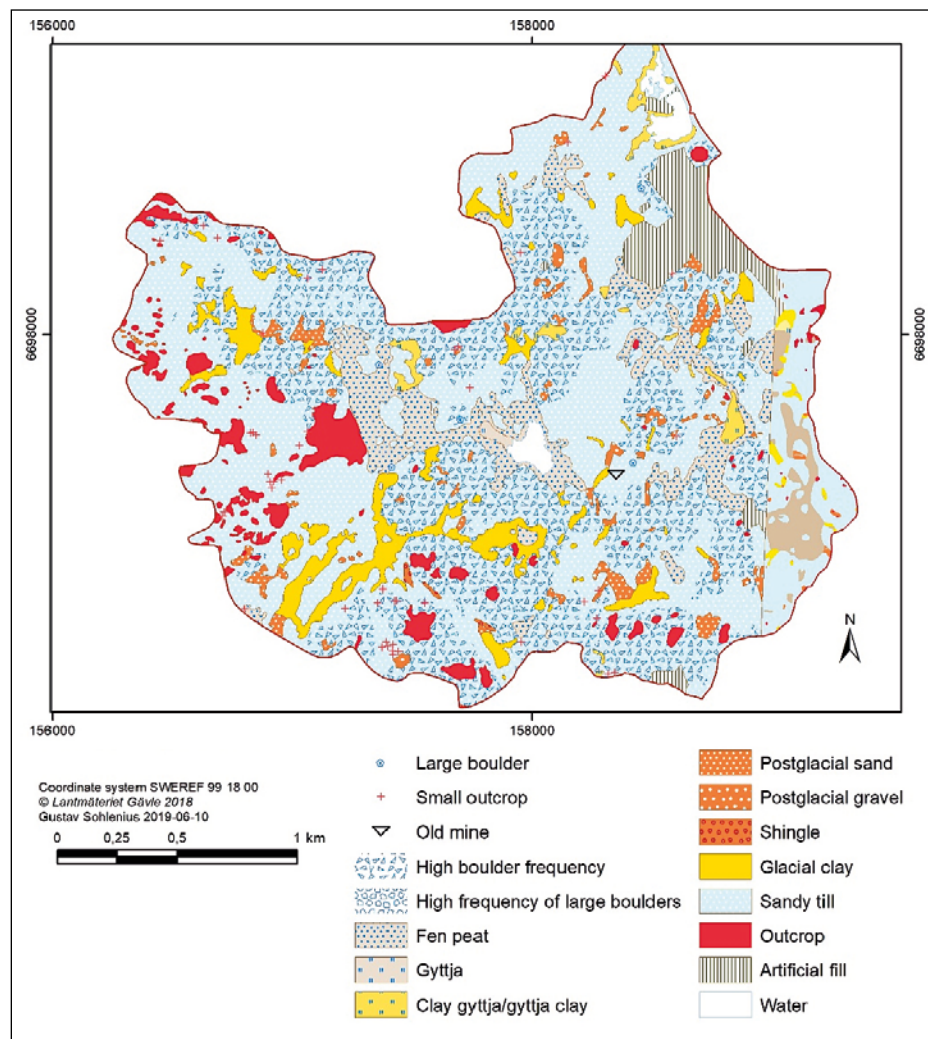 156000
158000
6698000
6698000
N
156000
158000
Coordinate system SWEREF 99 18 00
© Lantmäteriet Gävle 2018
Gustav Sohlenius 2019-06-10
0 0,25 0,5 1 km
Large boulder
Small outcrop
Old mine
High boulder frequency
High frequency of large boulders
Fen peat
Gyttja
Clay gyttja/gyttja clay
Postglacial sand
Postglacial gravel
Shingle
Glacial clay
Sandy till
Outcrop
Artificial fill
Water